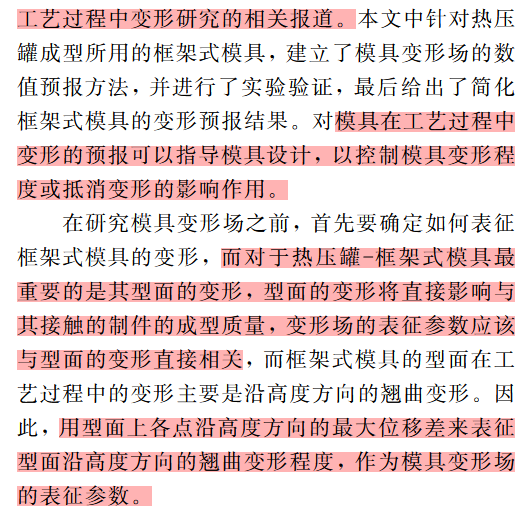 工艺过程中变形研究的相关报道。本文中针对热压
罐成型所用的框架式模具，建立了模具变形场的数
值预报方法，并进行了实验验证，最后给出了简化
框架式模具的变形预报结果。对模具在工艺过程中
变形的预报可以指导模具设计，以控制模具变形程
度或抵消变形的影响作用。
在研究模具变形场之前，首先要确定如何表征
框架式模具的变形，而对于热压罐-框架式模具最
重要的是其型面的变形，型面的变形将直接影响与
其接触的制件的成型质量，变形场的表征参数应该
与型面的变形直接相关，而框架式模具的型面在工
艺过程中的变形主要是沿高度方向的翘曲变形。因
此，用型面上各点沿高度方向的最大位移差来表征
型面沿高度方向的翘曲变形程度，作为模具变形场
的表征参数。